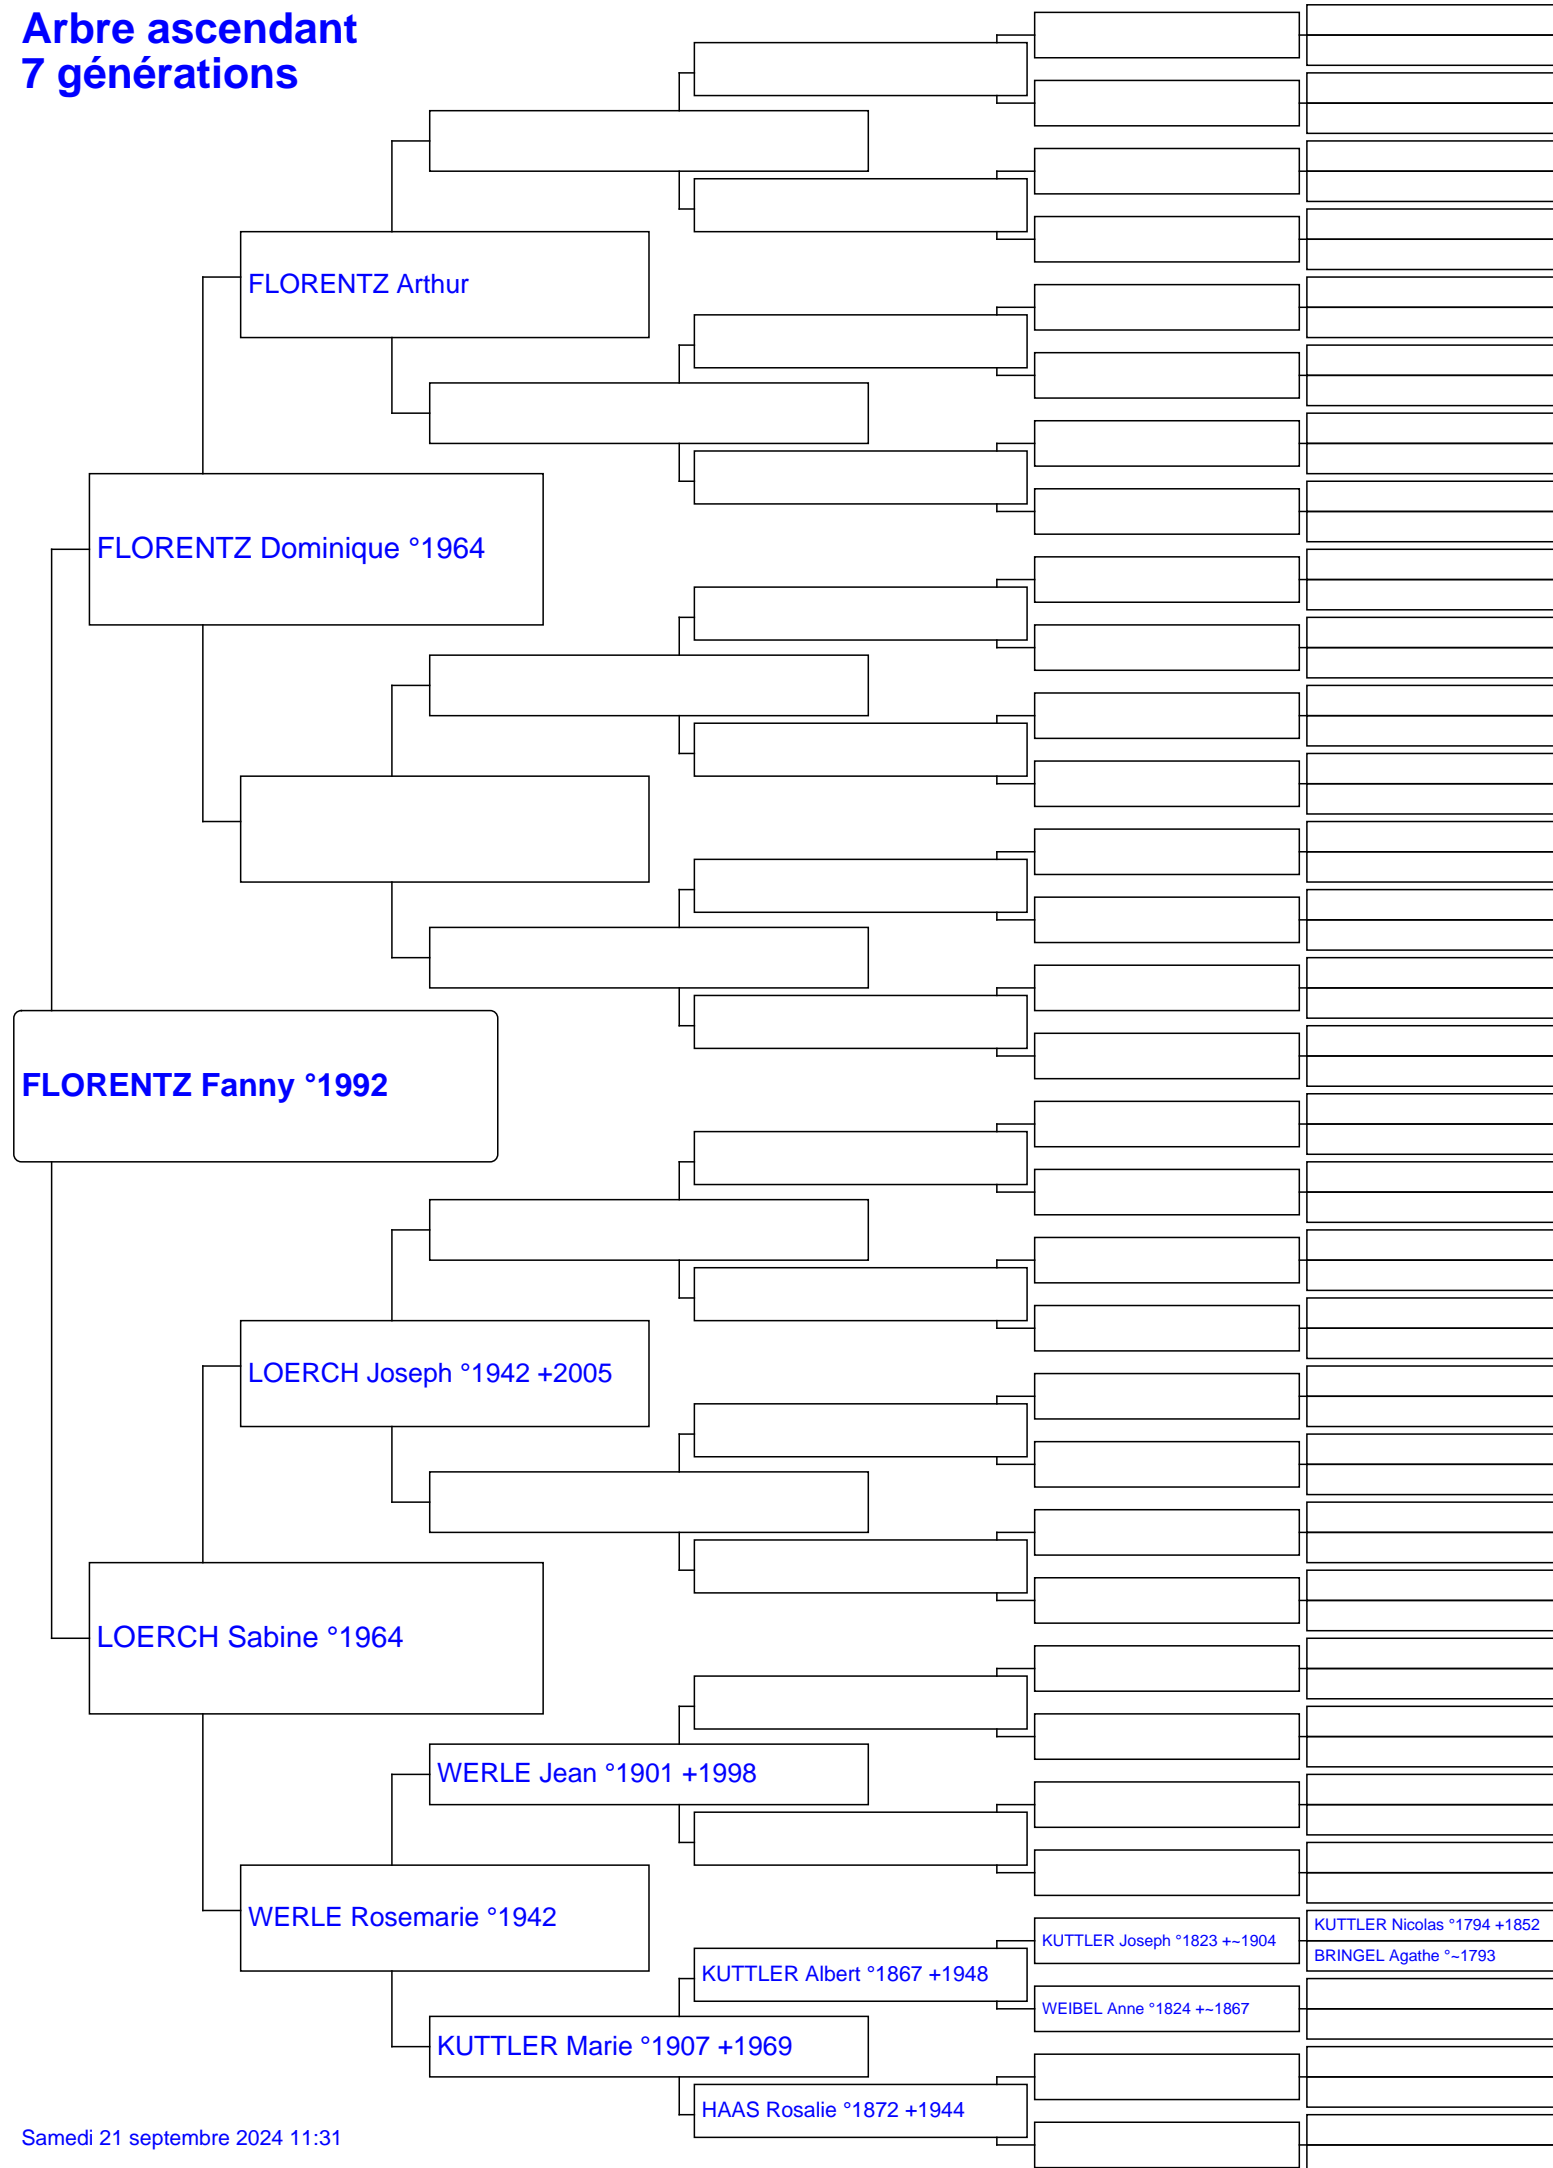 Arbre ascendant
7 générations
FLORENTZ Arthur
FLORENTZ Dominique °1964
FLORENTZ Fanny °1992
LOERCH Joseph °1942 +2005
LOERCH Sabine °1964
WERLE Jean °1901 +1998
WERLE Rosemarie °1942
KUTTLER Nicolas °1794 +1852
KUTTLER Joseph °1823 +~1904
BRINGEL Agathe °~1793
KUTTLER Albert °1867 +1948
WEIBEL Anne °1824 +~1867
KUTTLER Marie °1907 +1969
HAAS Rosalie °1872 +1944
Samedi 21 septembre 2024 11:31